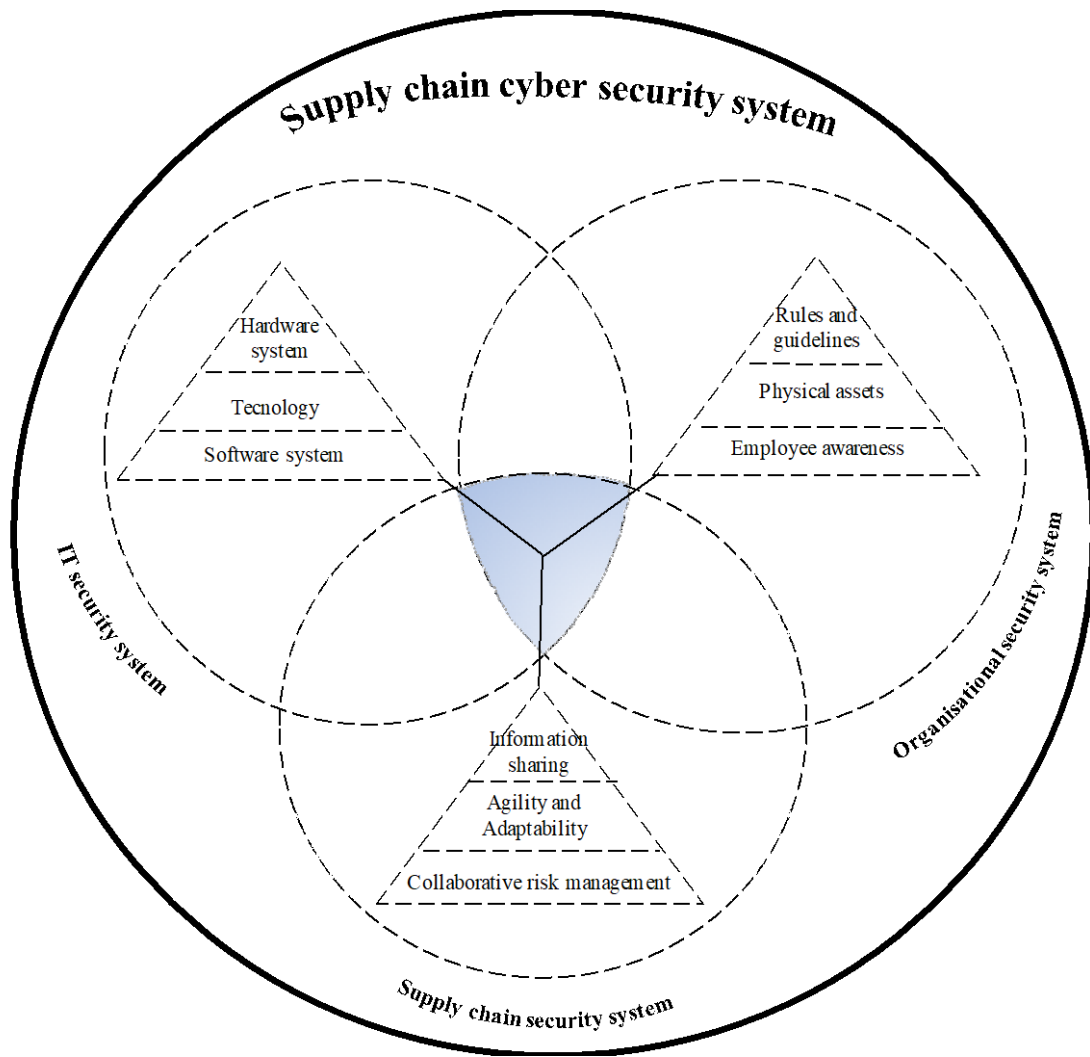 Supply chain cyber security system
Hardware
system
Tecnology
Software system
Rules and
guidelines
Physical assets
Employee awareness
IT security system
Organisational security system
Information
sharing
Agility and
Adaptability
Collaborative risk management
Supply chain security system